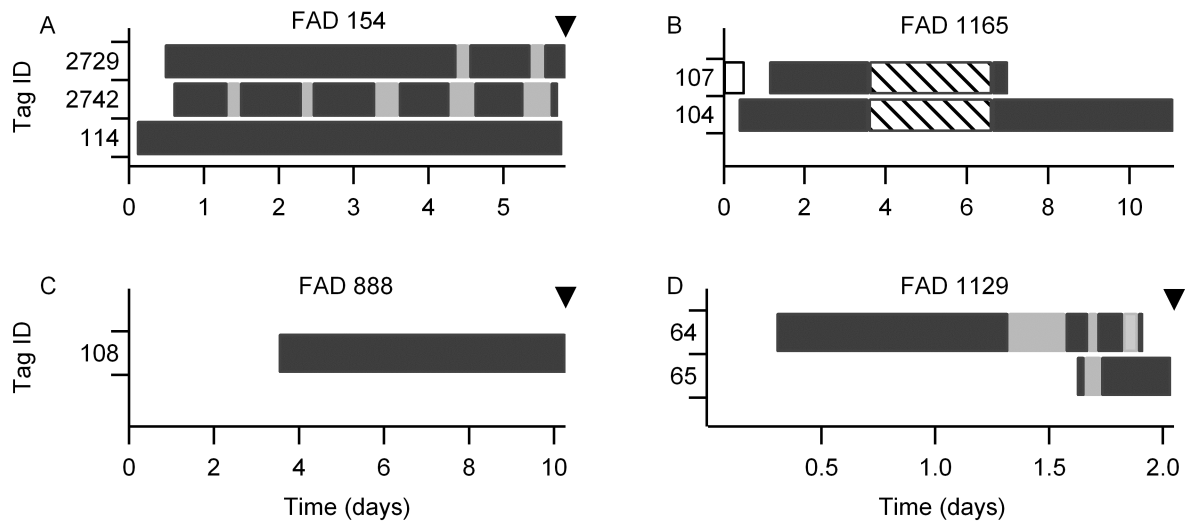 A
FAD 154
Tag ID
2729
2742
114
0 1 2 3 4 5
B
FAD 1165
107
104
0 2 4 6 8 10
C
FAD 888
Tag ID
108
0 2 4 6 8 10
Time (days)
D
FAD 1129
64
65
0.5 1.0 1.5 2.0
Time (days)